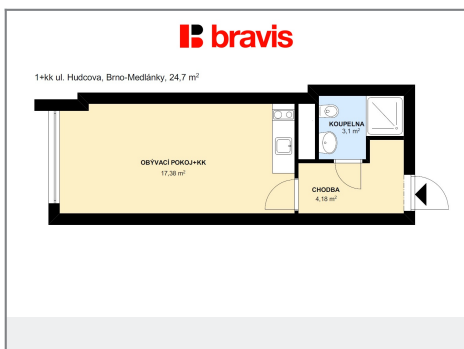 bravis
1+kk ul. Hudcova, Brno-Medlánky, 24,7 m²
KOUPELNA
3,1 m²
OBÝVACÍ POKOJ+KK
17,38 m²
CHODBA
4,18 m²